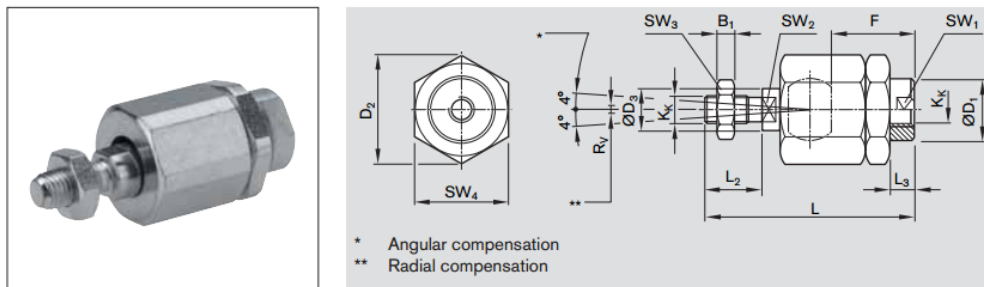 SW₃ B₁ SW₂ F SW₁
*
D₂
4°
4°
ØD₃
Kₖ
Kₖ
ØD₁
Rᵥ
**
L₂
L₃
SW₄
L
* Angular compensation
** Radial compensation